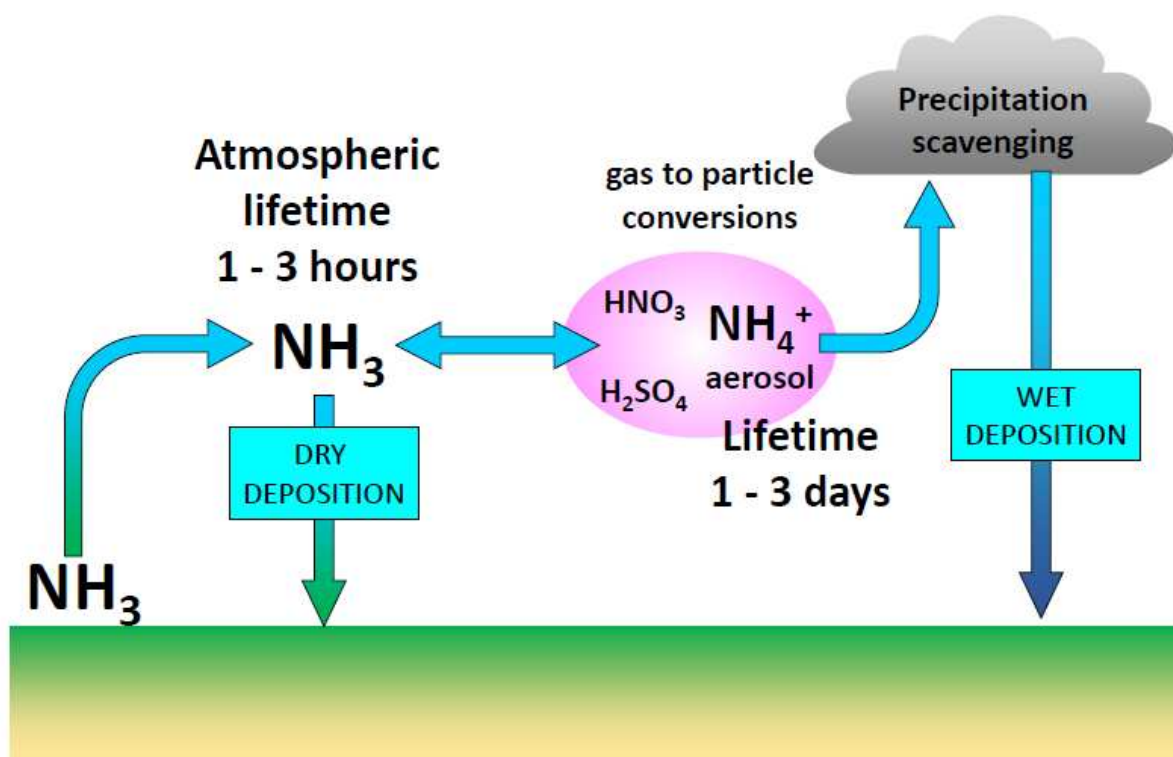 Precipitation
scavenging
Atmospheric
lifetime
1 - 3 hours
gas to particle
conversions
NH₃
HNO₃
NH₄⁺
H₂SO₄
aerosol
Lifetime
1 - 3 days
DRY
DEPOSITION
WET
DEPOSITION
NH₃